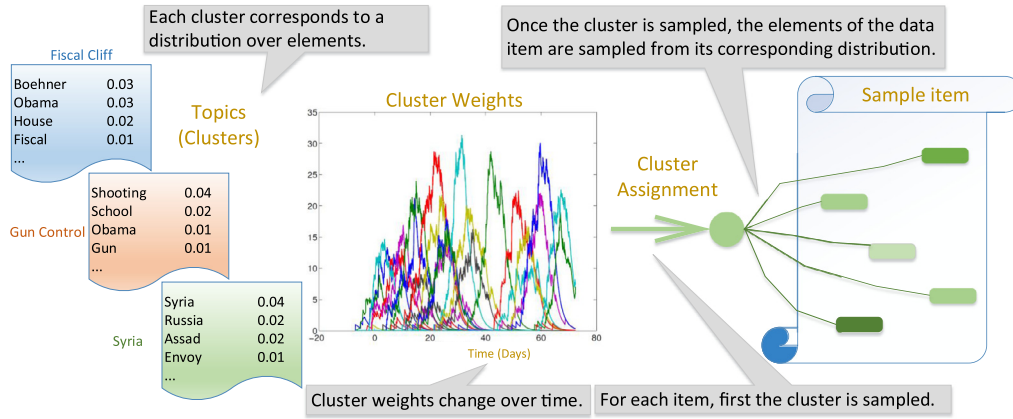 Each cluster corresponds to a
distribution over elements.
Once the cluster is sampled, the elements of the data
item are sampled from its corresponding distribution.
Fiscal Cliff
Boehner 0.03
Obama 0.03
House 0.02
Fiscal 0.01
...
Topics
(Clusters)
Gun Control
Shooting 0.04
School 0.02
Obama 0.01
Gun 0.01
...
Syria
Syria 0.04
Russia 0.02
Assad 0.02
Envoy 0.01
...
Cluster Weights
35
30
25
20
15
10
5
0
-20 0 20 40 60 80
Time (Days)
Cluster
Assignment
Sample item
Cluster weights change over time.
For each item, first the cluster is sampled.